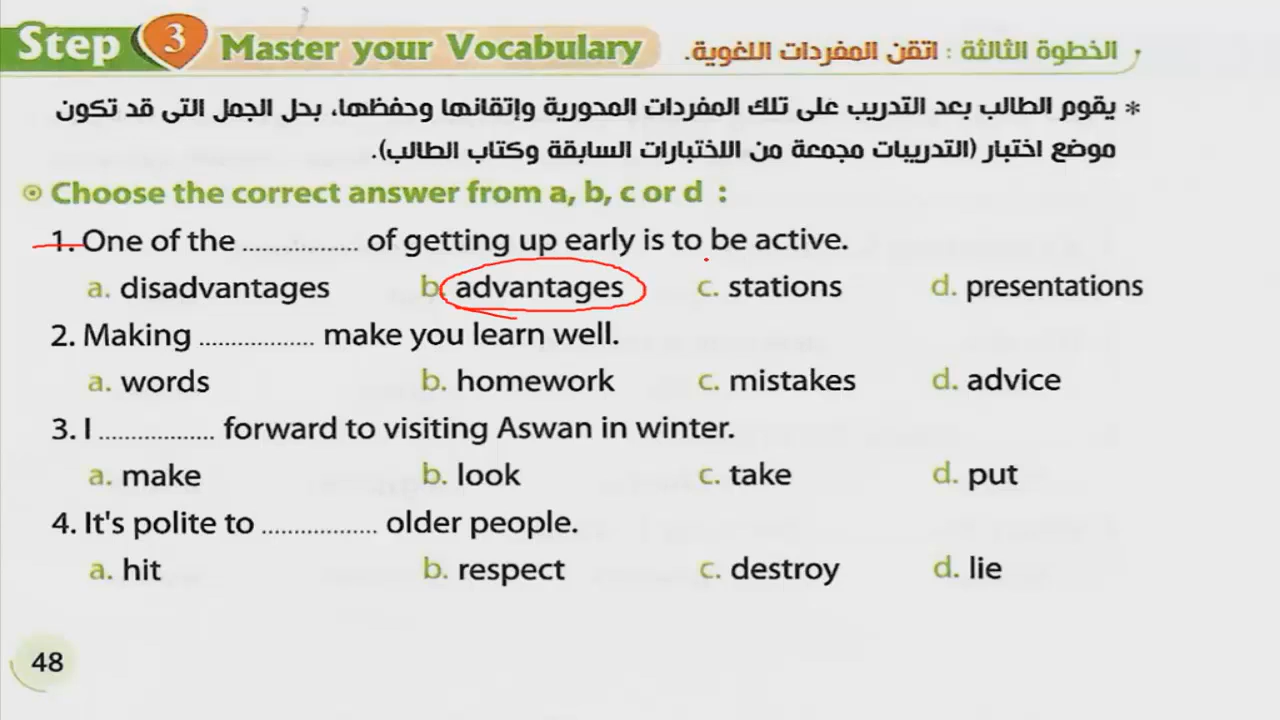 Step 3 Master your Vocabulary الخطوة الثالثة : اتقن المفردات اللغوية.
* يقوم الطالب بعد التدريب على تلك المفردات المحورية وإتقانها وحفظها، بحل الجمل التى قد تكون
موضع اختبار (التدريبات مجمعة من الاختبارات السابقة وكتاب الطالب).
Choose the correct answer from a, b, c or d :
1. One of the ................ of getting up early is to be active.
a. disadvantages b. advantages c. stations d. presentations
2. Making ................ make you learn well.
a. words b. homework c. mistakes d. advice
3. I ................ forward to visiting Aswan in winter.
a. make b. look c. take d. put
4. It's polite to ................ older people.
a. hit b. respect c. destroy d. lie
48